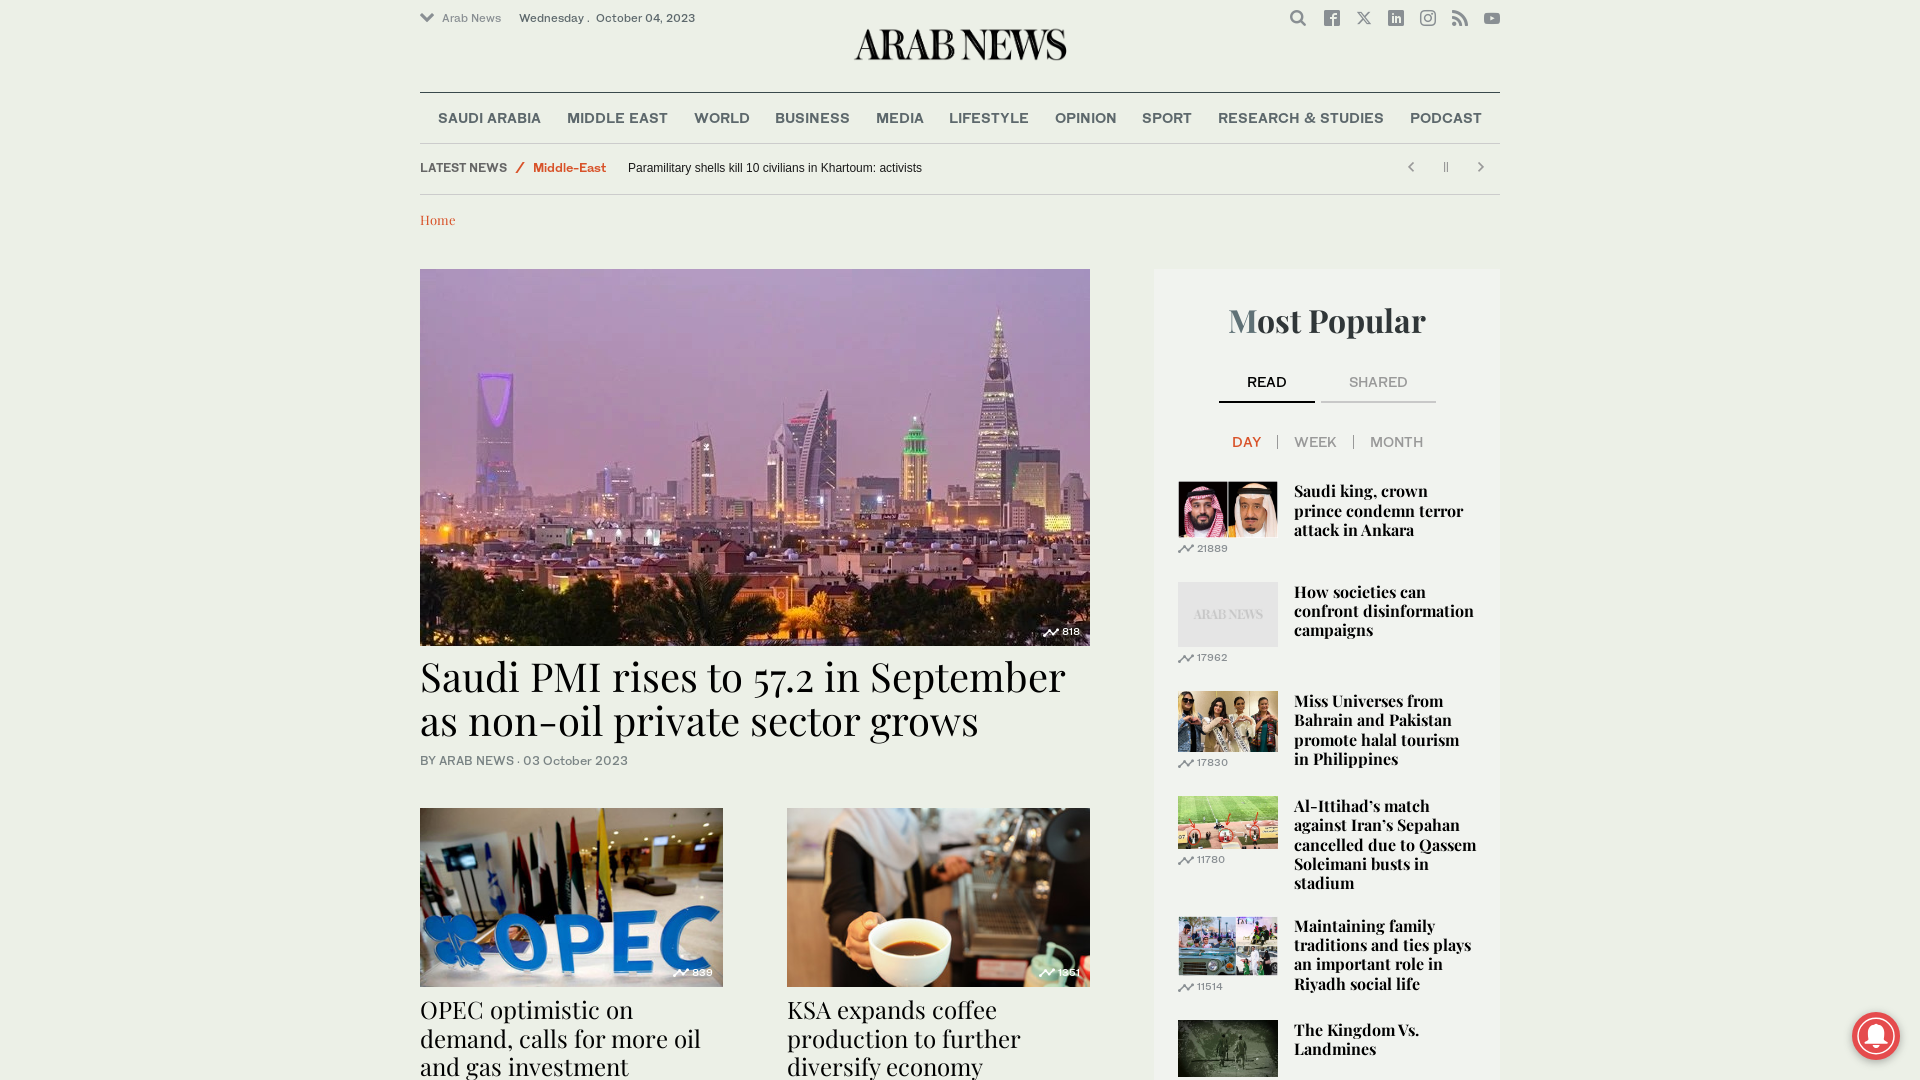 Arab News
Wednesday . October 04, 2023
ARAB NEWS
SAUDI ARABIA MIDDLE EAST WORLD BUSINESS MEDIA LIFESTYLE OPINION SPORT RESEARCH & STUDIES PODCAST
LATEST NEWS / Middle-East Paramilitary shells kill 10 civilians in Khartoum: activists
Home
818
Saudi PMI rises to 57.2 in September
as non-oil private sector grows
BY ARAB NEWS · 03 October 2023
OPEC
839
OPEC optimistic on
demand, calls for more oil
and gas investment
1351
KSA expands coffee
production to further
diversify economy
Most Popular
READ SHARED
DAY | WEEK | MONTH
Saudi king, crown
prince condemn terror
attack in Ankara
21889
ARAB NEWS
How societies can
confront disinformation
campaigns
17962
Miss Universes from
Bahrain and Pakistan
promote halal tourism
in Philippines
17830
Al-Ittihad’s match
against Iran’s Sepahan
cancelled due to Qassem
Soleimani busts in
stadium
11780
Maintaining family
traditions and ties plays
an important role in
Riyadh social life
11514
The Kingdom Vs.
Landmines